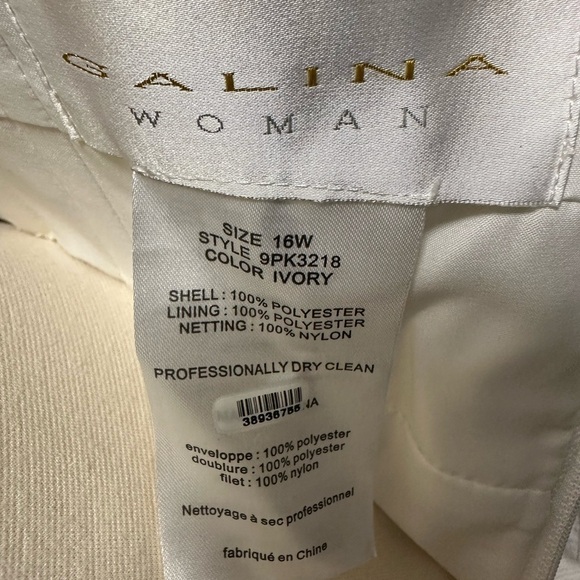 GALINA
WOMAN
SIZE 16W
STYLE 9PK3218
COLOR IVORY
SHELL : 100% POLYESTER
LINING : 100% POLYESTER
NETTING : 100% NYLON
PROFESSIONALLY DRY CLEAN
38936755
enveloppe : 100% polyester
doublure : 100% polyester
filet : 100% nylon
Nettoyage à sec professionnel
fabriqué en Chine